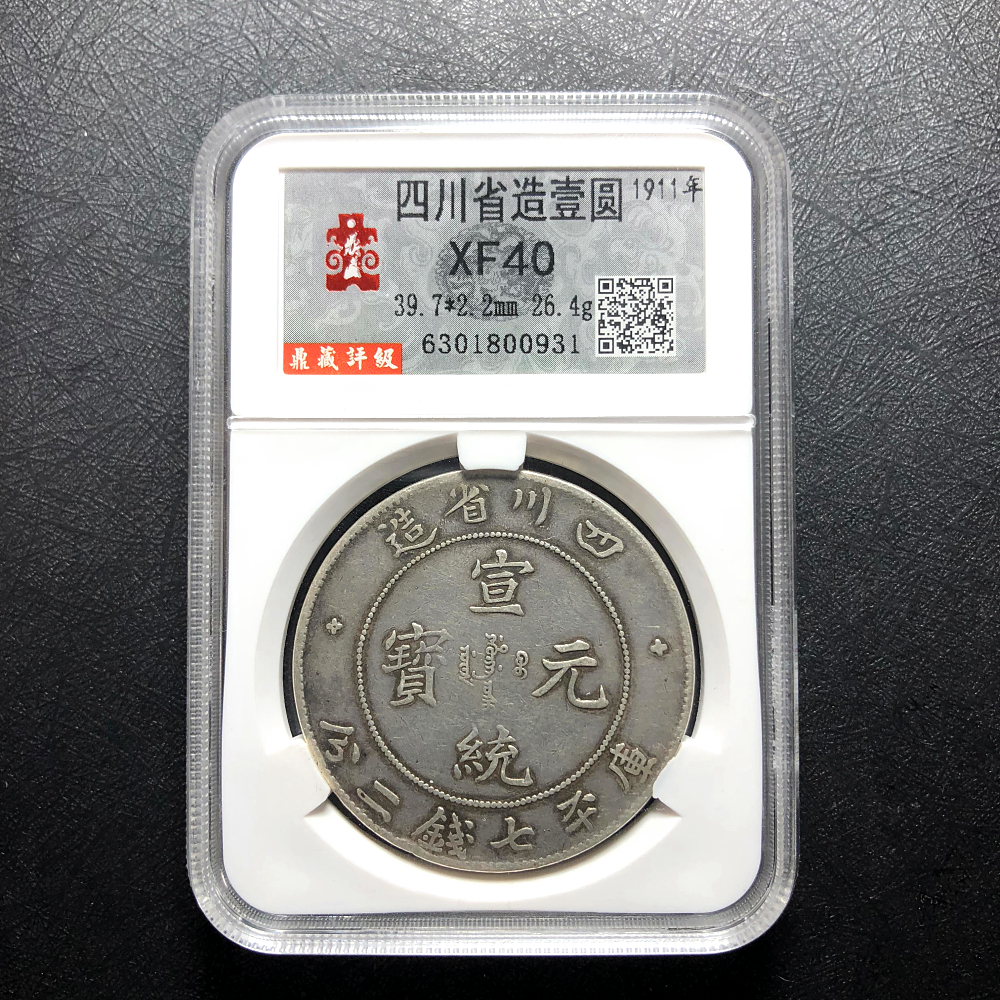 四川省造壹圆 1911年
XF40
39.7*2.2mm 26.4g
6301800931
鼎藏評級
四川省造
宣統元寶
庫平七錢二分